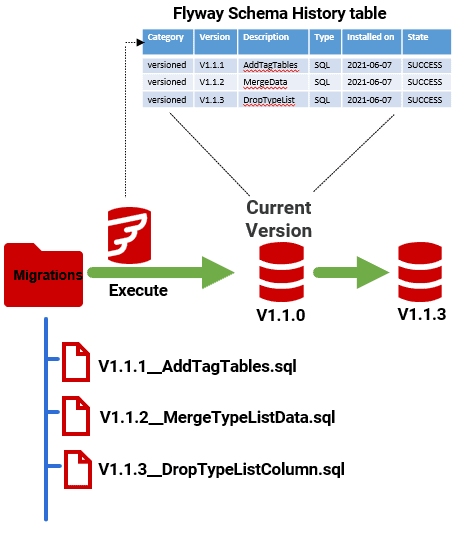 Flyway Schema History table
Category Version Description Type Installed on State
versioned V1.1.1 AddTagTables SQL 2021-06-07 SUCCESS
versioned V1.1.2 MergeData SQL 2021-06-07 SUCCESS
versioned V1.1.3 DropTypeList SQL 2021-06-07 SUCCESS
Current
Version
Migrations
Execute
V1.1.0
V1.1.3
V1.1.1__AddTagTables.sql
V1.1.2__MergeTypeListData.sql
V1.1.3__DropTypeListColumn.sql